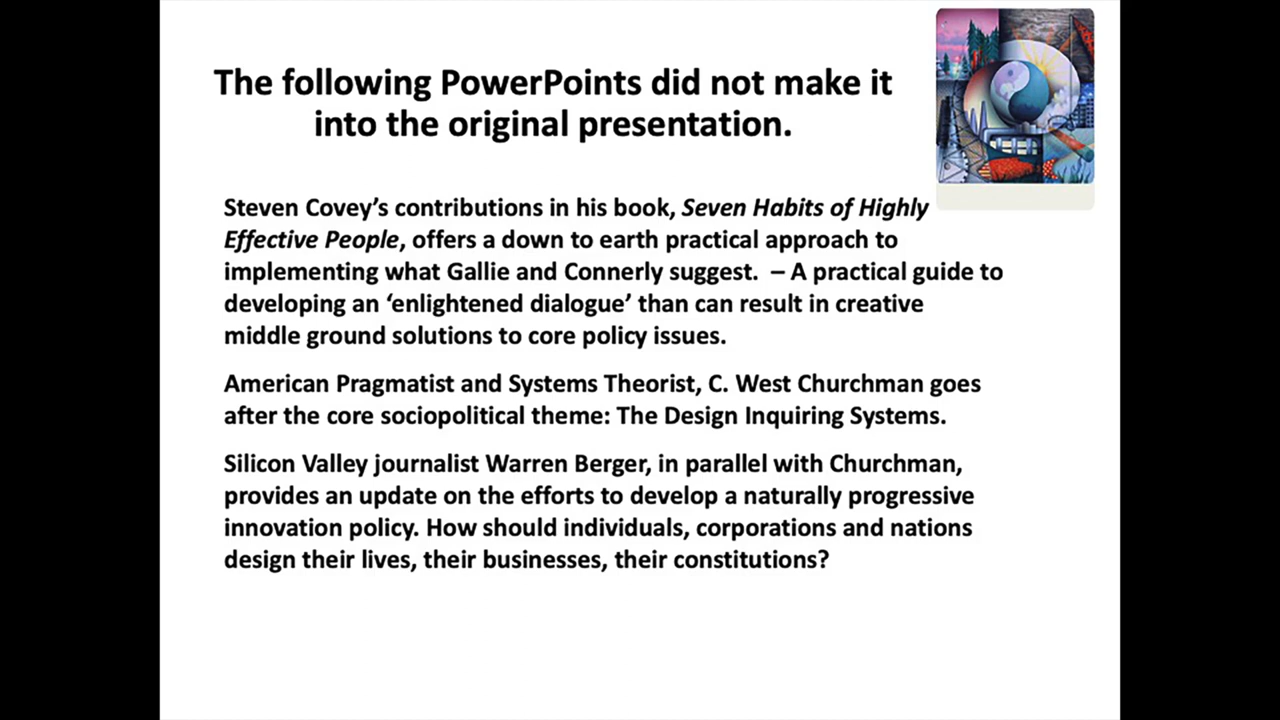 The following PowerPoints did not make it
into the original presentation.
Steven Covey’s contributions in his book, Seven Habits of Highly
Effective People, offers a down to earth practical approach to
implementing what Gallie and Connerly suggest.  – A practical guide to
developing an ‘enlightened dialogue’ than can result in creative
middle ground solutions to core policy issues.
American Pragmatist and Systems Theorist, C. West Churchman goes
after the core sociopolitical theme: The Design Inquiring Systems.
Silicon Valley journalist Warren Berger, in parallel with Churchman,
provides an update on the efforts to develop a naturally progressive
innovation policy. How should individuals, corporations and nations
design their lives, their businesses, their constitutions?